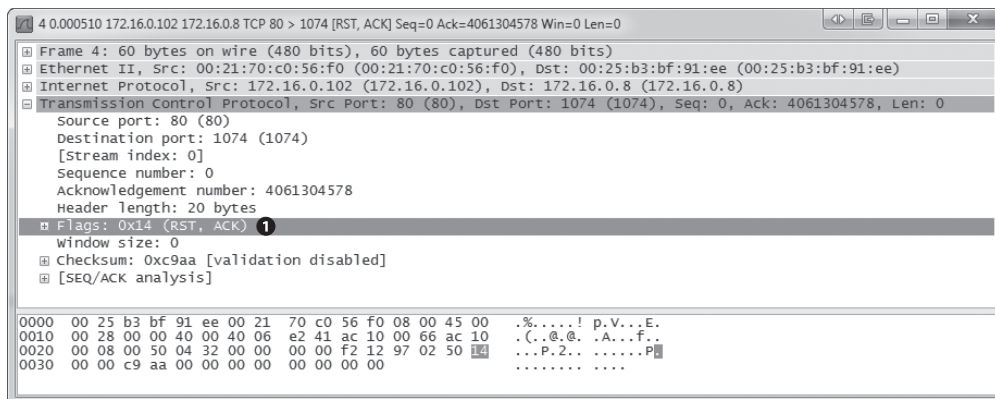 4 0.000510 172.16.0.102 172.16.0.8 TCP 80 > 1074 [RST, ACK] Seq=0 Ack=4061304578 Win=0 Len=0
Frame 4: 60 bytes on wire (480 bits), 60 bytes captured (480 bits)
Ethernet II, Src: 00:21:70:c0:56:f0 (00:21:70:c0:56:f0), Dst: 00:25:b3:bf:91:ee (00:25:b3:bf:91:ee)
Internet Protocol, Src: 172.16.0.102 (172.16.0.102), Dst: 172.16.0.8 (172.16.0.8)
Transmission Control Protocol, Src Port: 80 (80), Dst Port: 1074 (1074), Seq: 0, Ack: 4061304578, Len: 0
Source port: 80 (80)
Destination port: 1074 (1074)
[Stream index: 0]
Sequence number: 0
Acknowledgement number: 4061304578
Header length: 20 bytes
Flags: 0x14 (RST, ACK) 1
Window size: 0
Checksum: 0xc9aa [validation disabled]
[SEQ/ACK analysis]
0000 00 25 b3 bf 91 ee 00 21 70 c0 56 f0 08 00 45 00 .%.....! p.V...E.
0010 00 28 00 00 40 00 40 06 e2 41 ac 10 00 66 ac 10 .(..@.@. .A...f..
0020 00 08 00 50 04 32 00 00 00 00 f2 12 97 02 50 14 ...P.2.. ......P.
0030 00 00 c9 aa 00 00 00 00 00 00 00 00 ........ ....